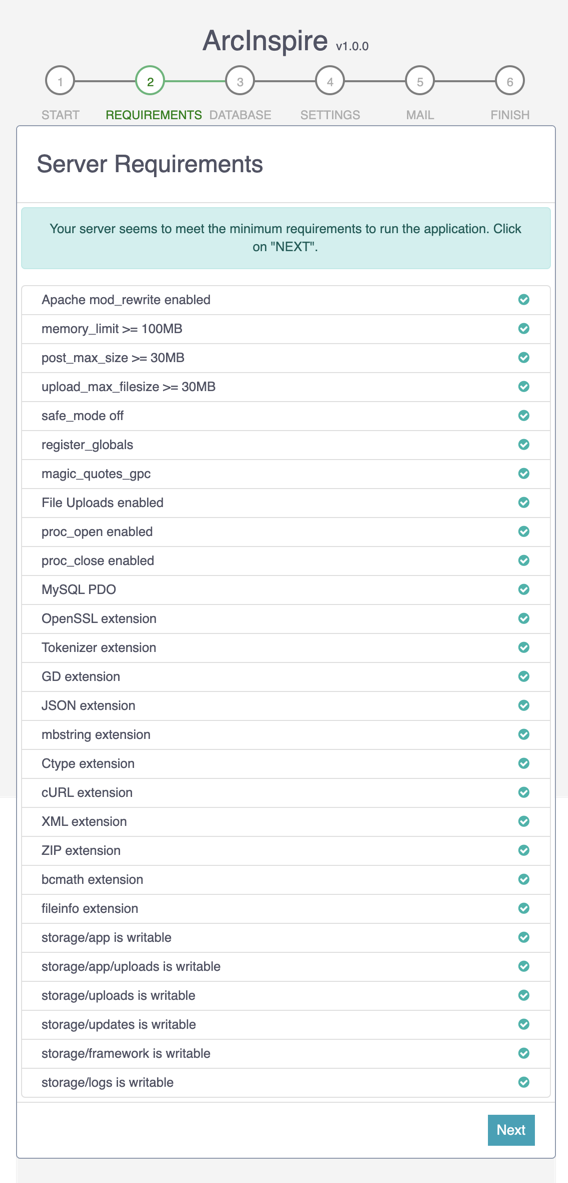 ArcInspire v1.0.0
1 2 3 4 5 6
START REQUIREMENTS DATABASE SETTINGS MAIL FINISH
Server Requirements
Your server seems to meet the minimum requirements to run the application. Click
on "NEXT".
Apache mod_rewrite enabled
memory_limit >= 100MB
post_max_size >= 30MB
upload_max_filesize >= 30MB
safe_mode off
register_globals
magic_quotes_gpc
File Uploads enabled
proc_open enabled
proc_close enabled
MySQL PDO
OpenSSL extension
Tokenizer extension
GD extension
JSON extension
mbstring extension
Ctype extension
cURL extension
XML extension
ZIP extension
bcmath extension
fileinfo extension
storage/app is writable
storage/app/uploads is writable
storage/uploads is writable
storage/updates is writable
storage/framework is writable
storage/logs is writable
Next